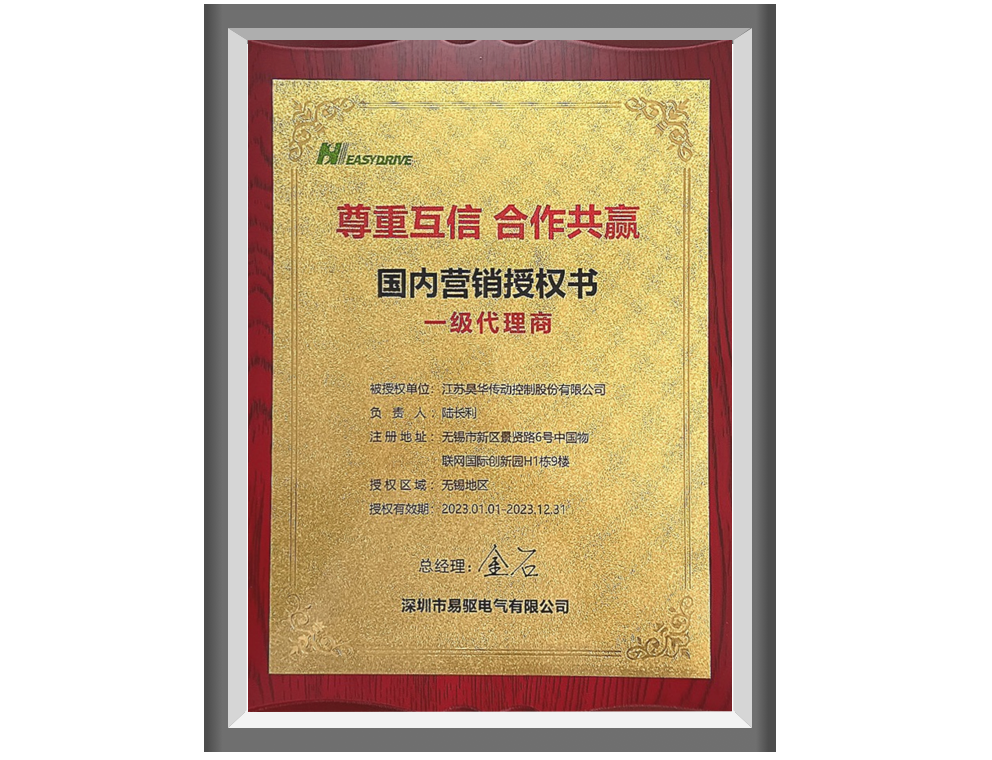 EASYDRIVE
尊重互信 合作共赢
国内营销授权书
一级代理商
被授权单位：江苏昊华传动控制股份有限公司
负 责 人：陆长利
注册地址：无锡市新区景贤路6号中国物
联网国际创新园H1栋9楼
授权区域：无锡地区
授权有效期：2023.01.01-2023.12.31
总经理：金石
深圳市易驱电气有限公司